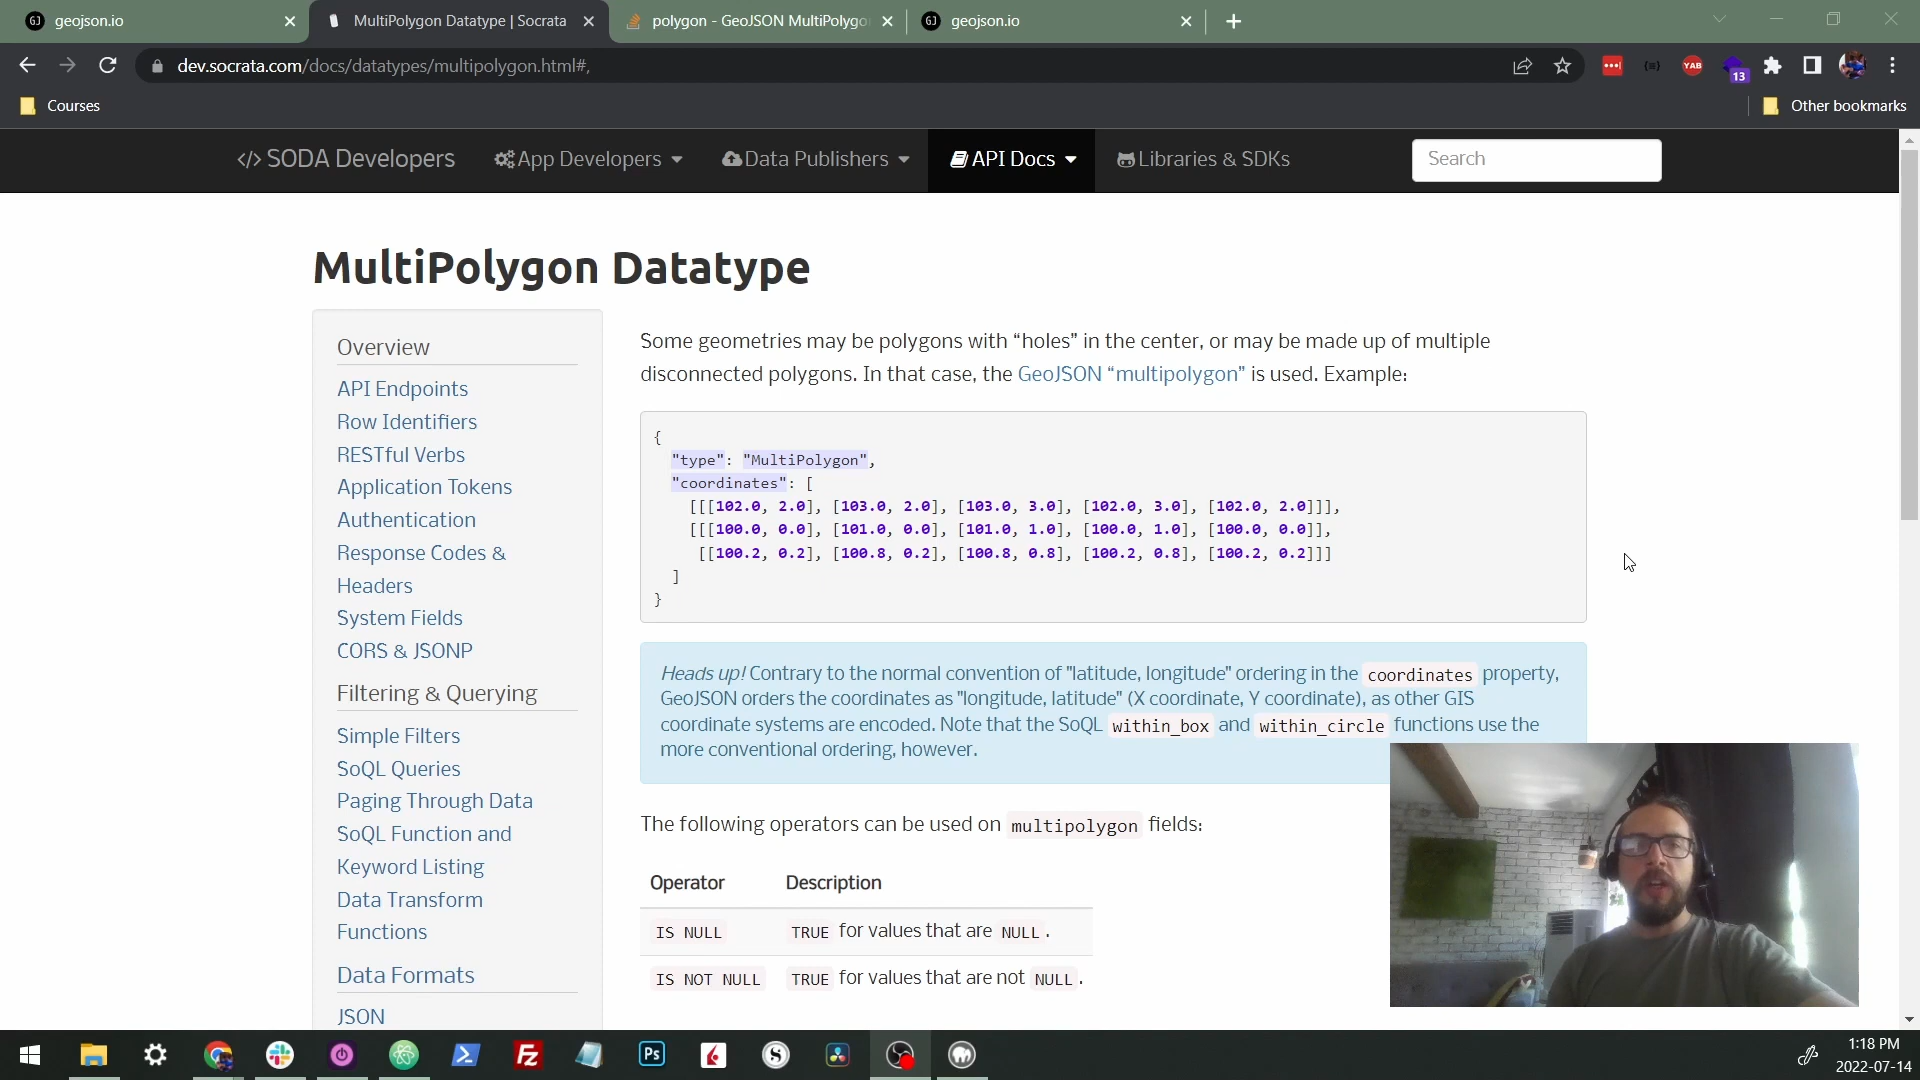 geojson.io
MultiPolygon Datatype | Socrata
polygon - GeoJSON MultiPolygo
geojson.io
dev.socrata.com/docs/datatypes/multipolygon.html#,
YAB
13
Courses
Other bookmarks
</> SODA Developers
App Developers
Data Publishers
API Docs
Libraries & SDKs
Search
MultiPolygon Datatype
Overview
API Endpoints
Row Identifiers
RESTful Verbs
Application Tokens
Authentication
Response Codes &
Headers
System Fields
CORS & JSONP
Filtering & Querying
Simple Filters
SoQL Queries
Paging Through Data
SoQL Function and
Keyword Listing
Data Transform
Functions
Data Formats
JSON
Some geometries may be polygons with “holes” in the center, or may be made up of multiple
disconnected polygons. In that case, the GeoJSON “multipolygon” is used. Example:
{
"type": "MultiPolygon",
"coordinates": [
[[[102.0, 2.0], [103.0, 2.0], [103.0, 3.0], [102.0, 3.0], [102.0, 2.0]]],
[[[100.0, 0.0], [101.0, 0.0], [101.0, 1.0], [100.0, 1.0], [100.0, 0.0]],
[[100.2, 0.2], [100.8, 0.2], [100.8, 0.8], [100.2, 0.8], [100.2, 0.2]]]
]
}
Heads up! Contrary to the normal convention of "latitude, longitude" ordering in the coordinates property,
GeoJSON orders the coordinates as "longitude, latitude" (X coordinate, Y coordinate), as other GIS
coordinate systems are encoded. Note that the SoQL within_box and within_circle functions use the
more conventional ordering, however.
The following operators can be used on multipolygon fields:
Operator Description
IS NULL TRUE for values that are NULL.
IS NOT NULL TRUE for values that are not NULL.
Ps
1:18 PM
2022-07-14